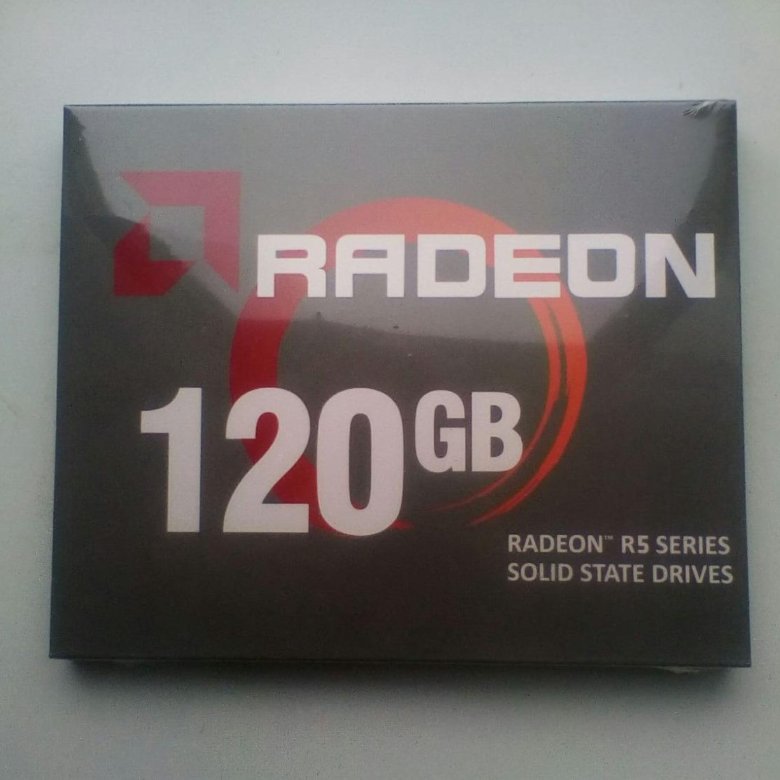 RADEON
120GB
RADEON™ R5 SERIES
SOLID STATE DRIVES